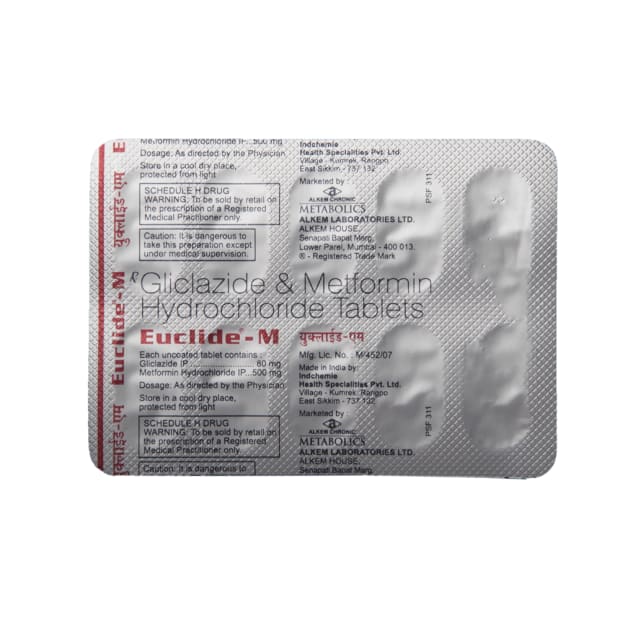 Metformin Hydrochloride IP...500 mg
Dosage: As directed by the Physician
Store in a cool dry place,
protected from light
SCHEDULE H DRUG
WARNING: To be sold by retail on
the prescription of a Registered
Medical Practitioner only.
Caution: It is dangerous to
take this preparation except
under medical supervision.
Indchemie
Health Specialities Pvt. Ltd.
Village - Kumrek, Rangpo
East Sikkim - 737 132
Marketed by :
a
ALKEM CHRONIC
METABOLICS
ALKEM LABORATORIES LTD.
ALKEM HOUSE,
Senapati Bapat Marg,
Lower Parel, Mumbai - 400 013.
® - Registered Trade Mark
PSF 311
E
युक्लाईड-एम
Euclide®-M
युक्लाईड-एम
℞ Gliclazide & Metformin
Hydrochloride Tablets
Euclide®-M युक्लाईड-एम
Each uncoated tablet contains :
Gliclazide IP ........................ 80 mg
Metformin Hydrochloride IP...500 mg
Dosage: As directed by the Physician
Store in a cool dry place,
protected from light
SCHEDULE H DRUG
WARNING: To be sold by retail on
the prescription of a Registered
Medical Practitioner only.
Caution: It is dangerous to
Mfg. Lic. No. : M/452/07
Made in India by:
Indchemie
Health Specialities Pvt. Ltd.
Village - Kumrek, Rangpo
East Sikkim - 737 132
Marketed by :
a
ALKEM CHRONIC
METABOLICS
ALKEM LABORATORIES LTD.
ALKEM HOUSE,
Senapati Bapat Marg,
PSF 311